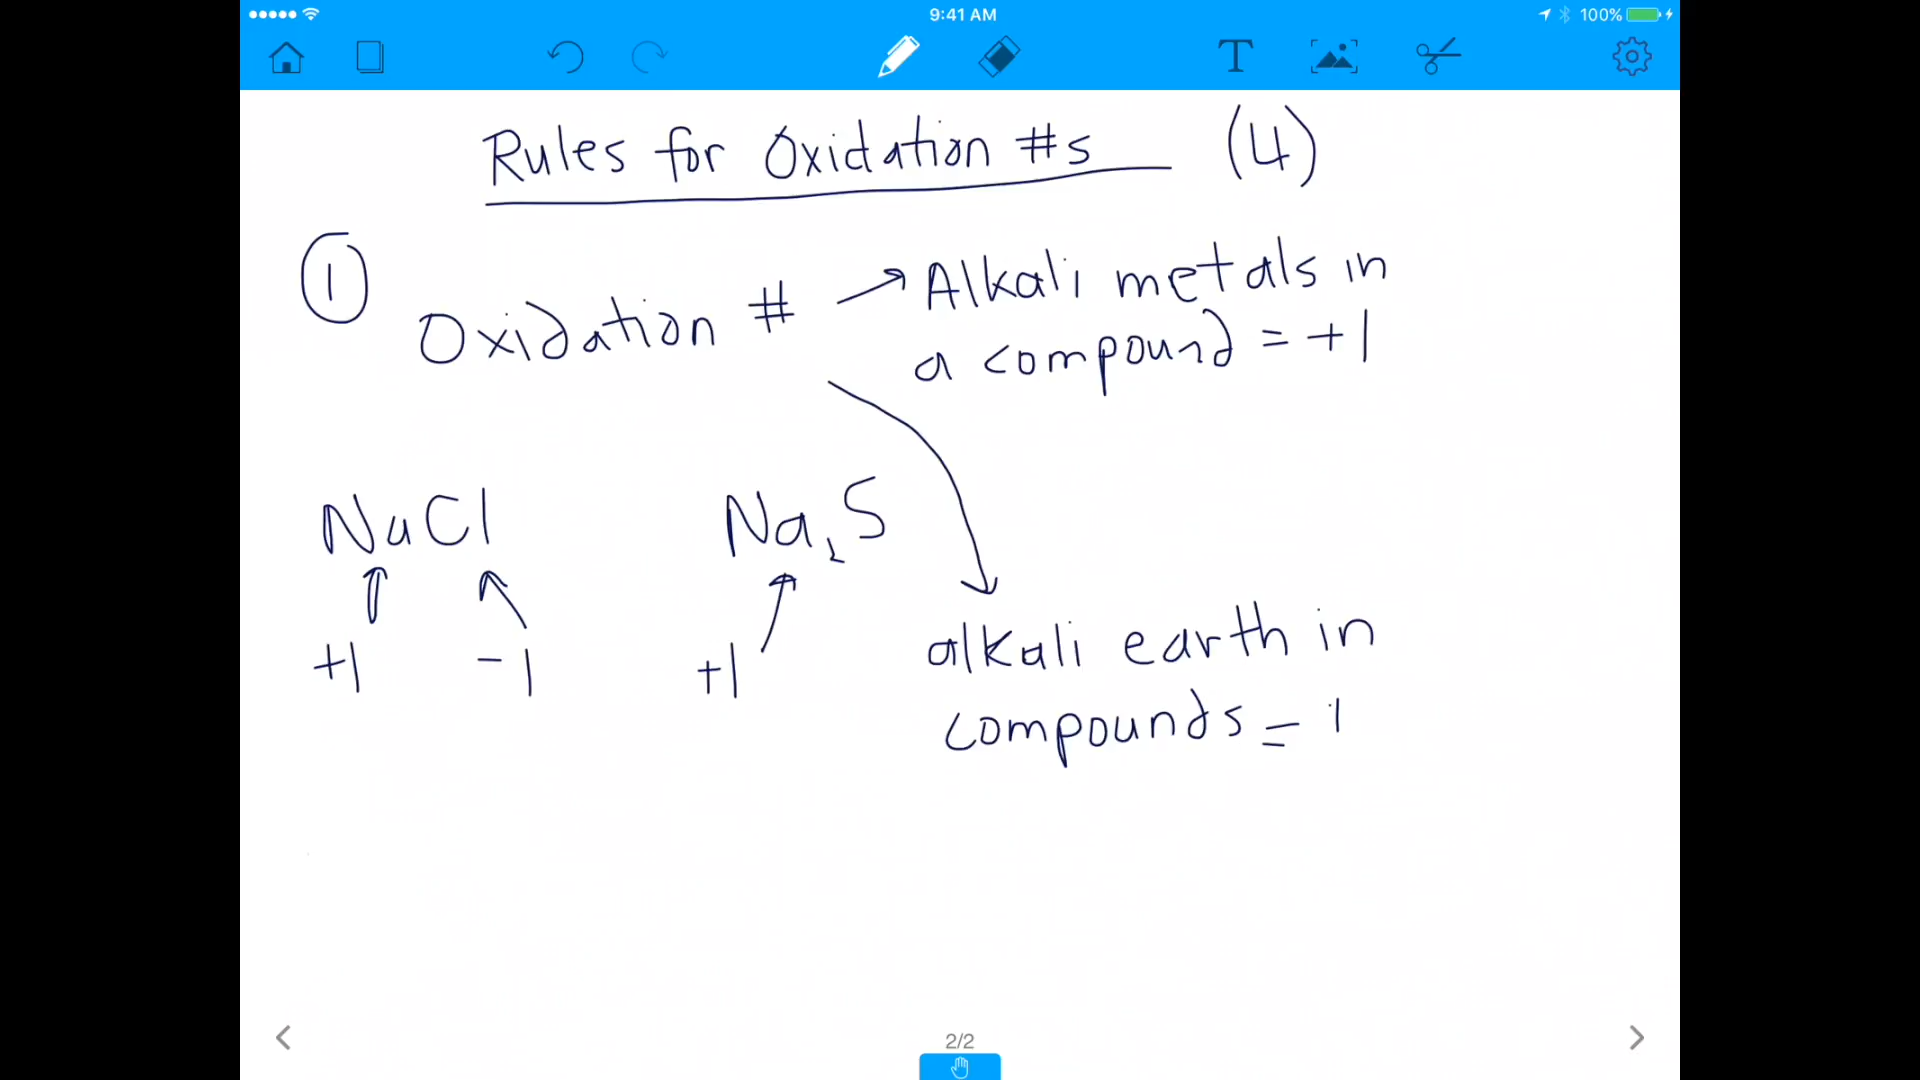 9:41 AM
100%
T
Rules for Oxidation #s (4)
1
Oxidation # → Alkali metals in
a compound = +1
NaCl
Na₂S
+1
-1
+1
alkali earth in
compounds =
2/2